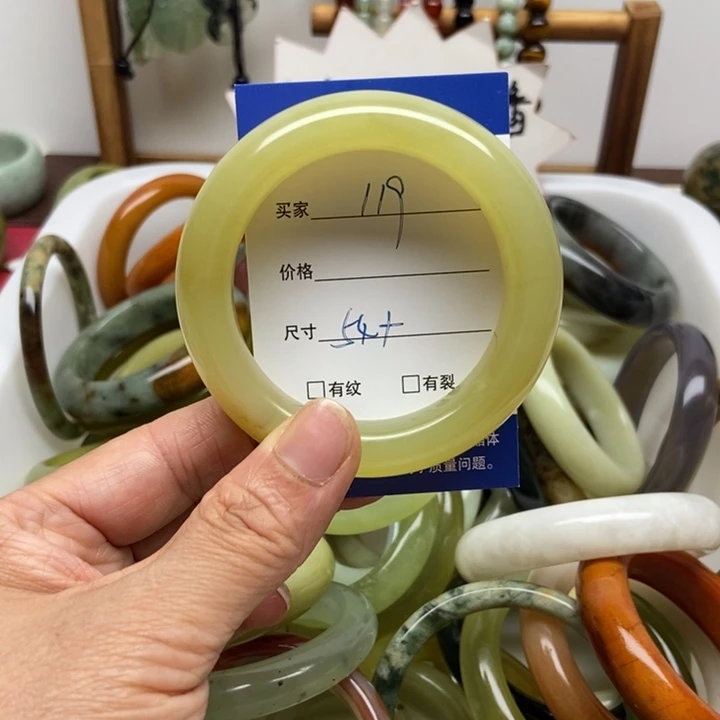 买家 119
价格
尺寸 54+
□有纹 □有裂
质量问题。